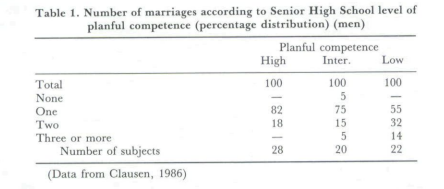 Table 1. Number of marriages according to Senior High School level of
planful competence (percentage distribution) (men)
Planful competence
High Inter. Low
Total 100 100 100
None — 5 —
One 82 75 55
Two 18 15 32
Three or more — 5 14
Number of subjects 28 20 22
(Data from Clausen, 1986)